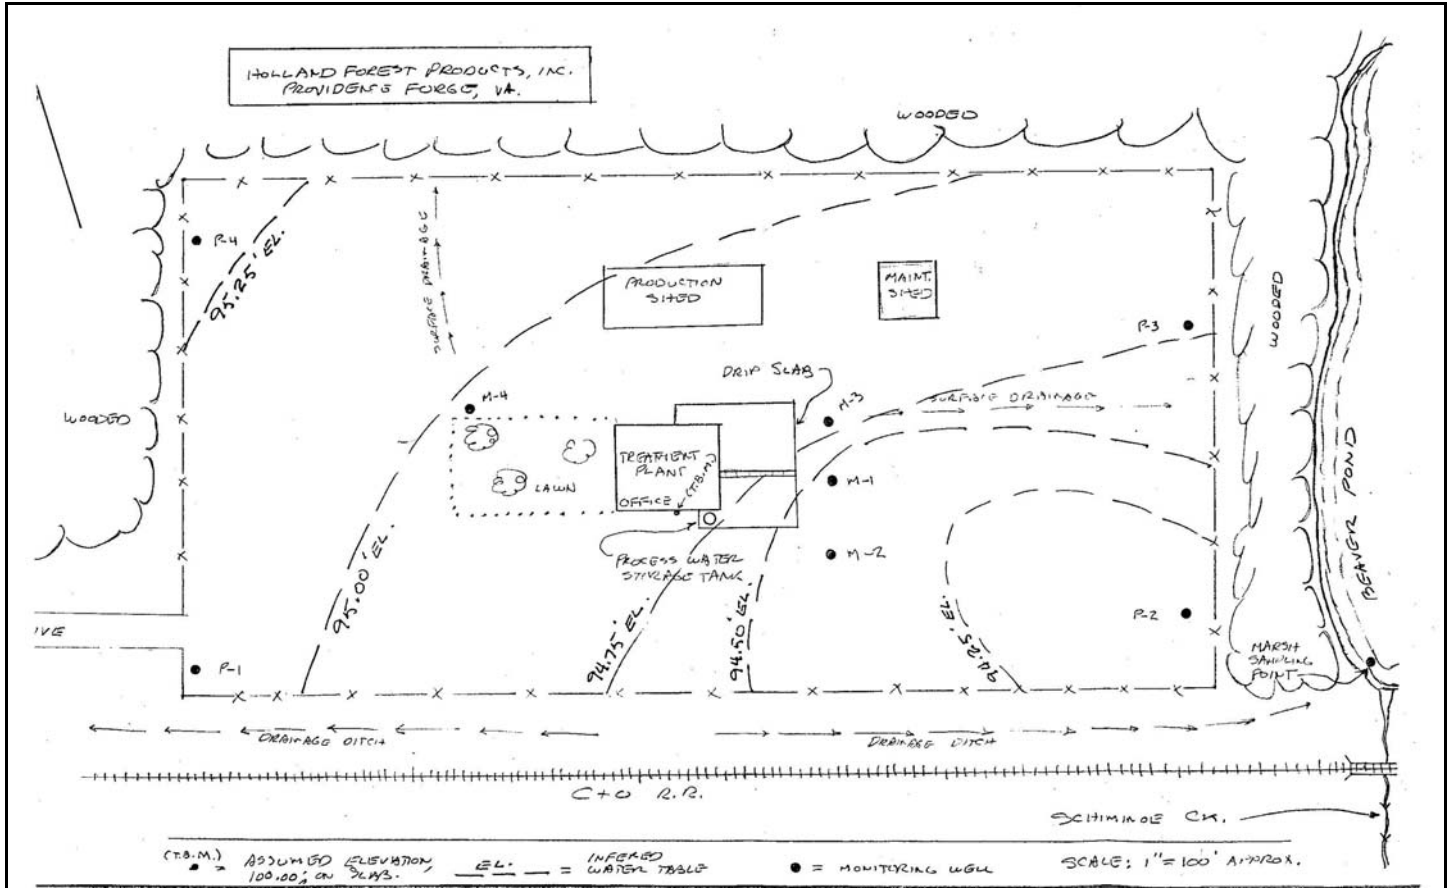 HOLLAND FOREST PRODUCTS, INC.
PROVIDENCE FORGE, VA.
WOODED
P-4
95.25' EL.
SURFACE DRAINAGE
PRODUCTION
SHED
MAINT.
SHED
P-3
WOODED
DRIP SLAB
M-4
M-3
SURFACE DRAINAGE
WOODED
TREATMENT
PLANT
(T.B.M.)
OFFICE
LAWN
M-1
M-2
BEAVER POND
PROCESS WATER
STORAGE TANK
95.00' EL.
94.75' EL.
94.50' EL.
94.25' EL.
P-2
IVE
P-1
MARSH
SAMPLING
POINT
DRAINAGE DITCH
DRAINAGE DITCH
C+O R.R.
SCHIMINOE CK.
(T.B.M.)
= ASSUMED ELEVATION,
100.00', ON SLAB.
EL. = INFERED
WATER TABLE
= MONITORING WELL
SCALE: 1"=100' APPROX.